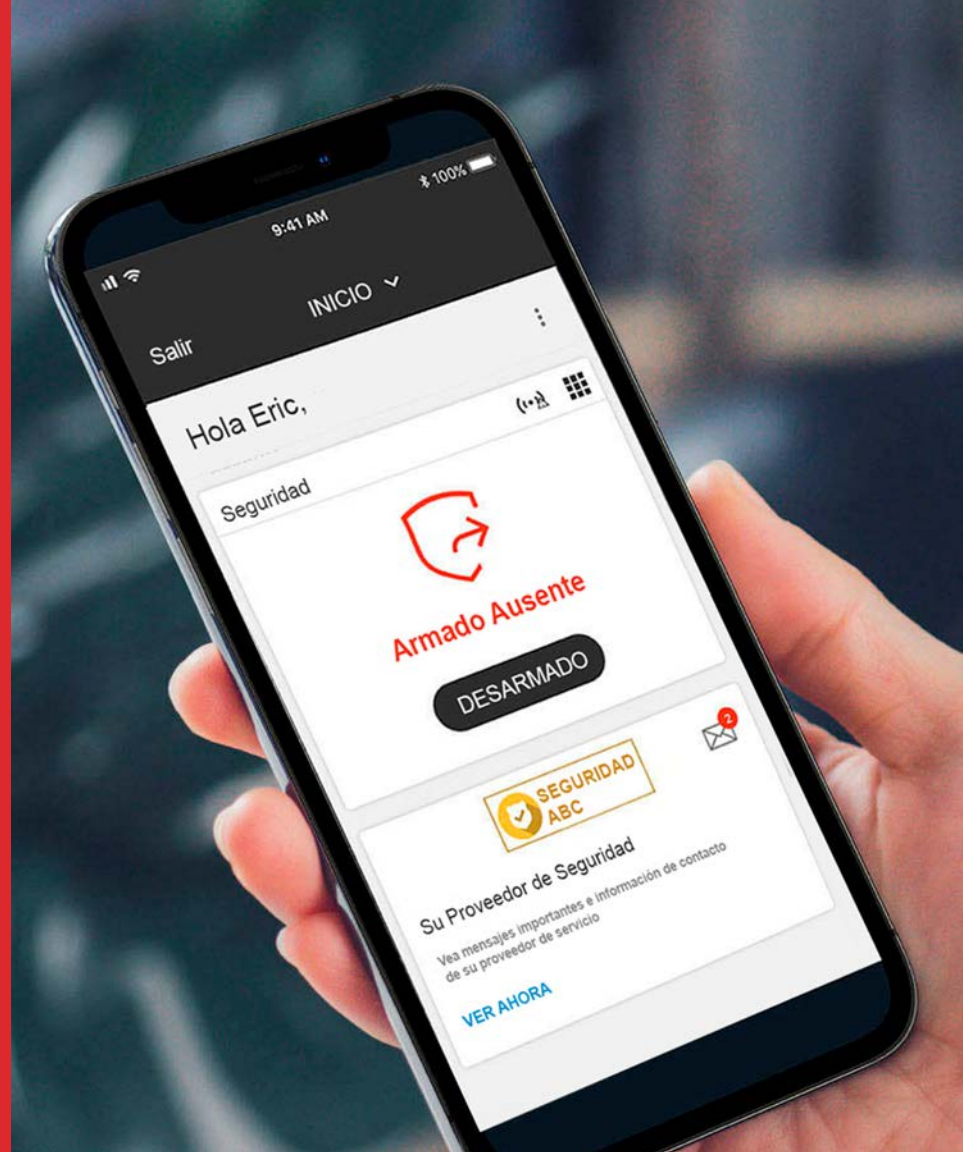 9:41 AM
100%
Salir
INICIO
Hola Eric,
Seguridad
Armado Ausente
DESARMADO
2
SEGURIDAD
ABC
Su Proveedor de Seguridad
Vea mensajes importantes e información de contacto
de su proveedor de servicio
VER AHORA